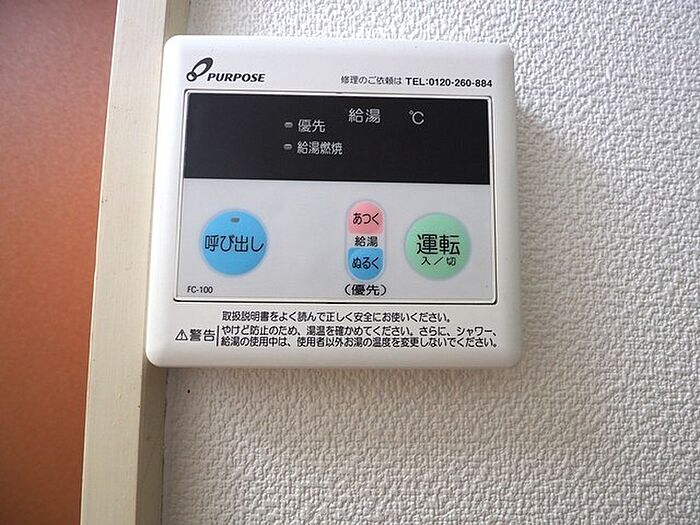 PURPOSE
修理のご依頼は TEL:0120-260-884
給湯 ℃
優先
給湯燃焼
呼び出し
あつく
給湯
ぬるく
(優先)
運転
入/切
FC-100
取扱説明書をよく読んで正しく安全にお使いください。
⚠警告 やけど防止のため、湯温を確かめてください。さらに、シャワー、
給湯の使用中は、使用者以外お湯の温度を変更しないでください。